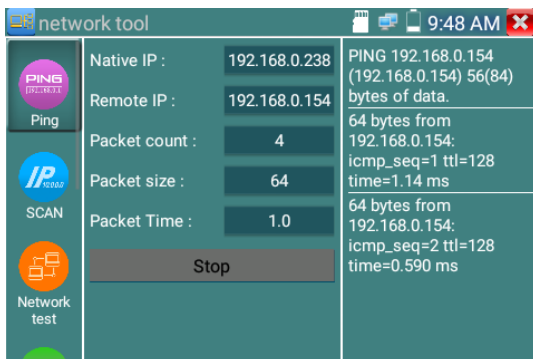 network tool
9:48 AM
PING
Ping
IP
SCAN
Network
test
Native IP :
192.168.0.238
Remote IP :
192.168.0.154
Packet count :
4
Packet size :
64
Packet Time :
1.0
Stop
PING 192.168.0.154
(192.168.0.154) 56(84)
bytes of data.
64 bytes from
192.168.0.154:
icmp_seq=1 ttl=128
time=1.14 ms
64 bytes from
192.168.0.154:
icmp_seq=2 ttl=128
time=0.590 ms